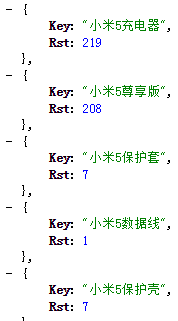 - {
Key: "小米5充电器"
Rst: 219
},
- {
Key: "小米5尊享版"
Rst: 208
},
- {
Key: "小米5保护套"
Rst: 7
},
- {
Key: "小米5数据线"
Rst: 1
},
- {
Key: "小米5保护壳"
Rst: 7
},